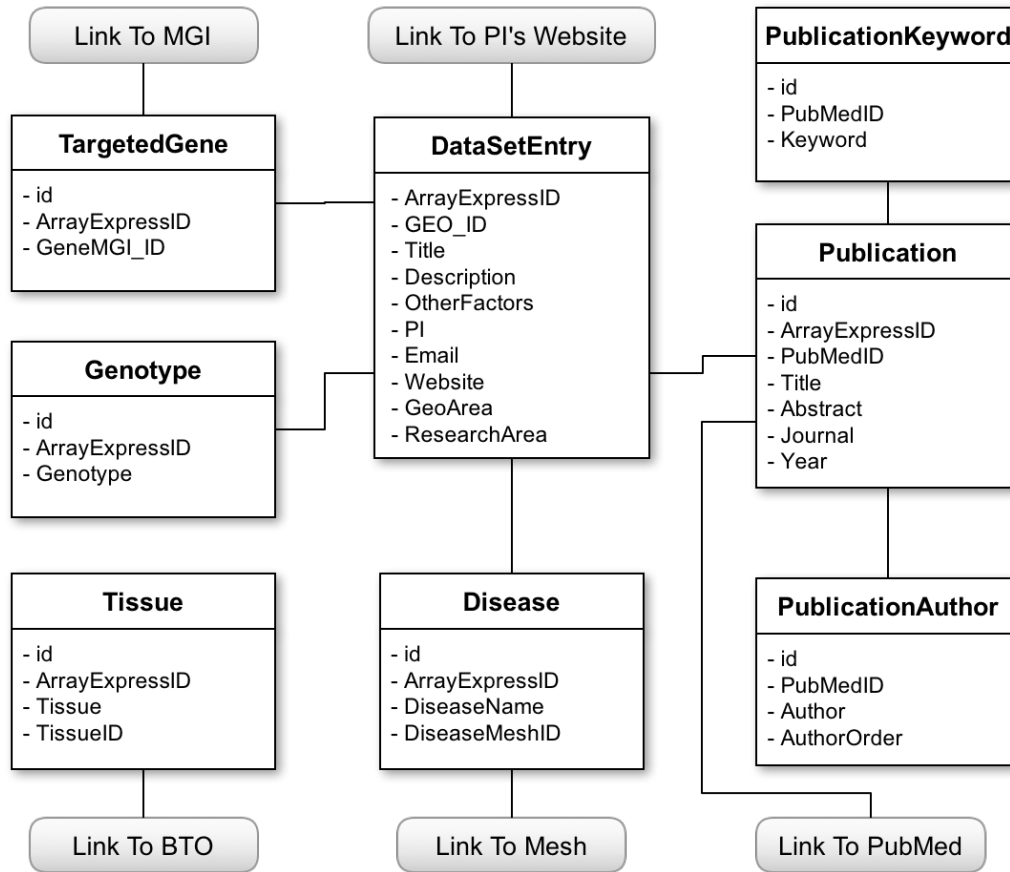 Link To MGI
Link To PI's Website
PublicationKeyword
- id
- PubMedID
- Keyword
TargetedGene
- id
- ArrayExpressID
- GeneMGI_ID
DataSetEntry
- ArrayExpressID
- GEO_ID
- Title
- Description
- OtherFactors
- PI
- Email
- Website
- GeoArea
- ResearchArea
Publication
- id
- ArrayExpressID
- PubMedID
- Title
- Abstract
- Journal
- Year
Genotype
- id
- ArrayExpressID
- Genotype
Tissue
- id
- ArrayExpressID
- Tissue
- TissueID
Disease
- id
- ArrayExpressID
- DiseaseName
- DiseaseMeshID
PublicationAuthor
- id
- PubMedID
- Author
- AuthorOrder
Link To BTO
Link To Mesh
Link To PubMed